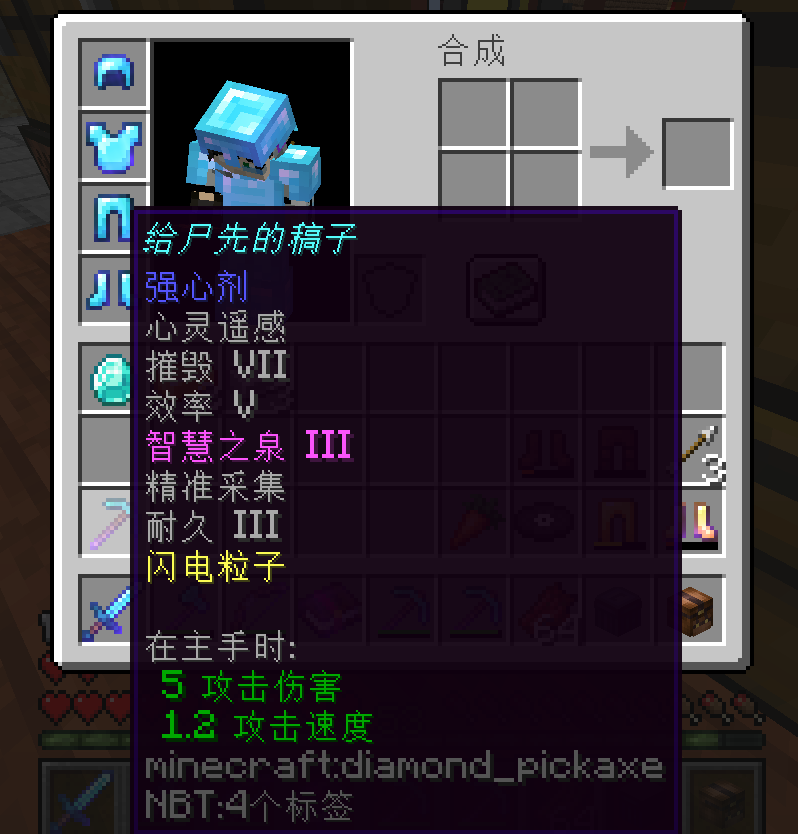 合成
给尸先的稿子
强心剂
心灵遥感
摧毁 VII
效率 V
智慧之泉 III
精准采集
耐久 III
闪电粒子
3
在主手时:
5 攻击伤害
1.2 攻击速度
minecraft:diamond_pickaxe
NBT:4个标签
64